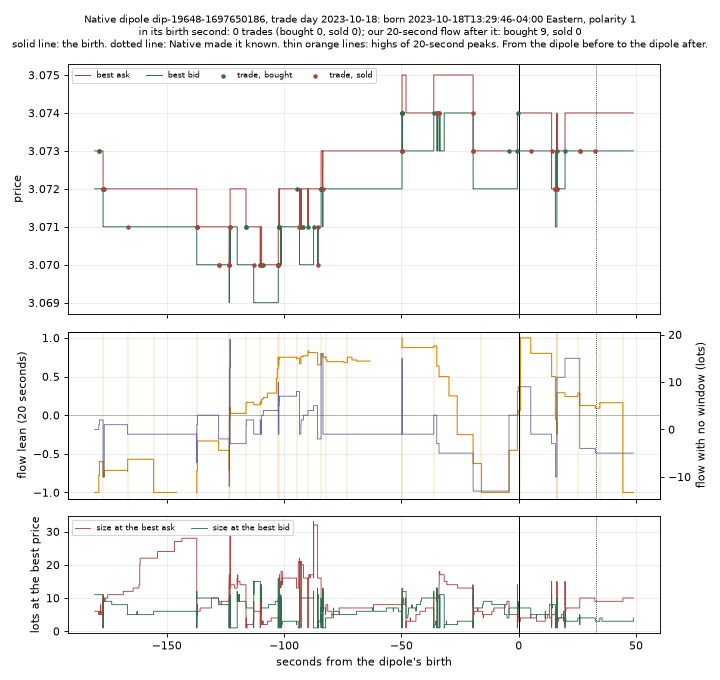 Native dipole dip-19648-1697650186, trade day 2023-10-18: born 2023-10-18T13:29:46-04:00 Eastern, polarity 1
in its birth second: 0 trades (bought 0, sold 0); our 20-second flow after it: bought 9, sold 0
solid line: the birth. dotted line: Native made it known. thin orange lines: highs of 20-second peaks. From the dipole before to the dipole after.
best ask
best bid
trade, bought
trade, sold
3.075
3.074
3.073
3.072
3.071
3.070
3.069
price
1.0
0.5
0.0
−0.5
−1.0
flow lean (20 seconds)
20
10
0
−10
flow with no window (lots)
size at the best ask
size at the best bid
30
20
10
0
lots at the best price
−150
−100
−50
0
50
seconds from the dipole's birth